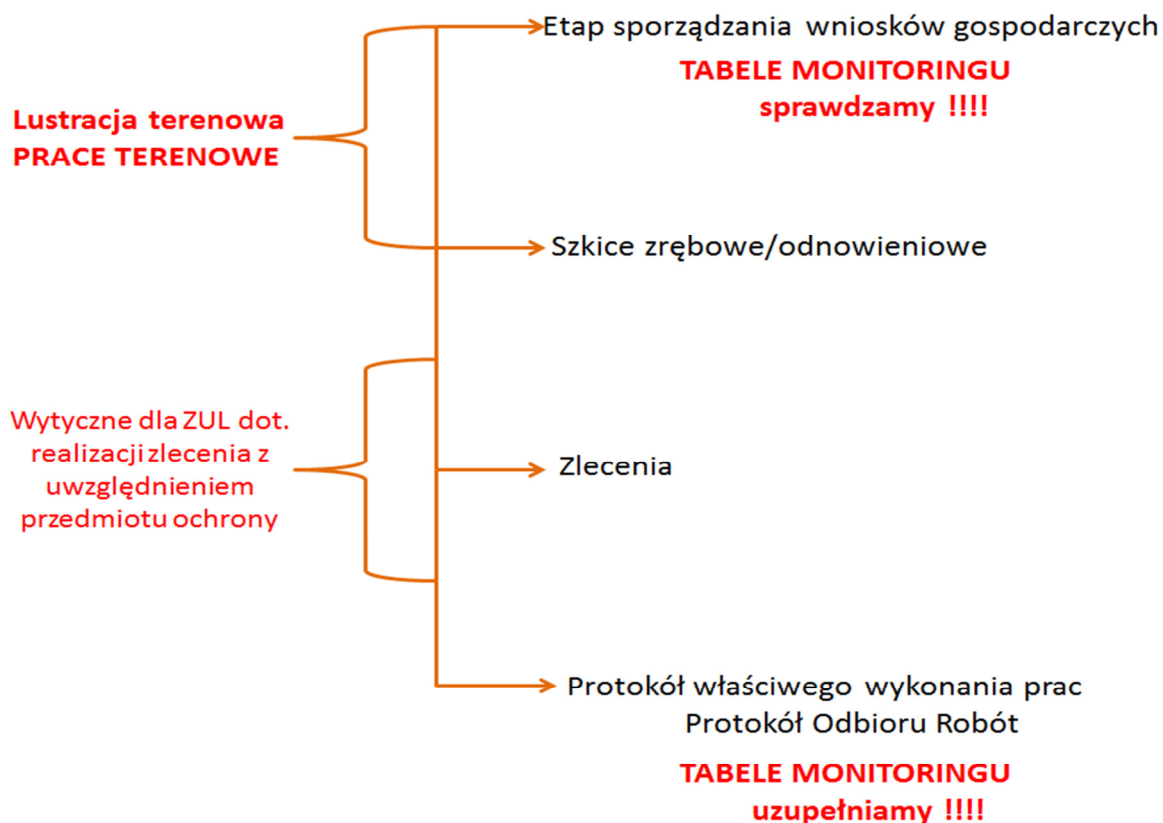 Etap sporządzania wniosków gospodarczych
TABELE MONITORINGU
sprawdzamy !!!!
Lustracja terenowa
PRACE TERENOWE
Szkice zrębowe/odnowieniowe
Wytyczne dla ZUL dot.
realizacji zlecenia z
uwzględnieniem
przedmiotu ochrony
Zlecenia
Protokół właściwego wykonania prac
Protokół Odbioru Robót
TABELE MONITORINGU
uzupełniamy !!!!